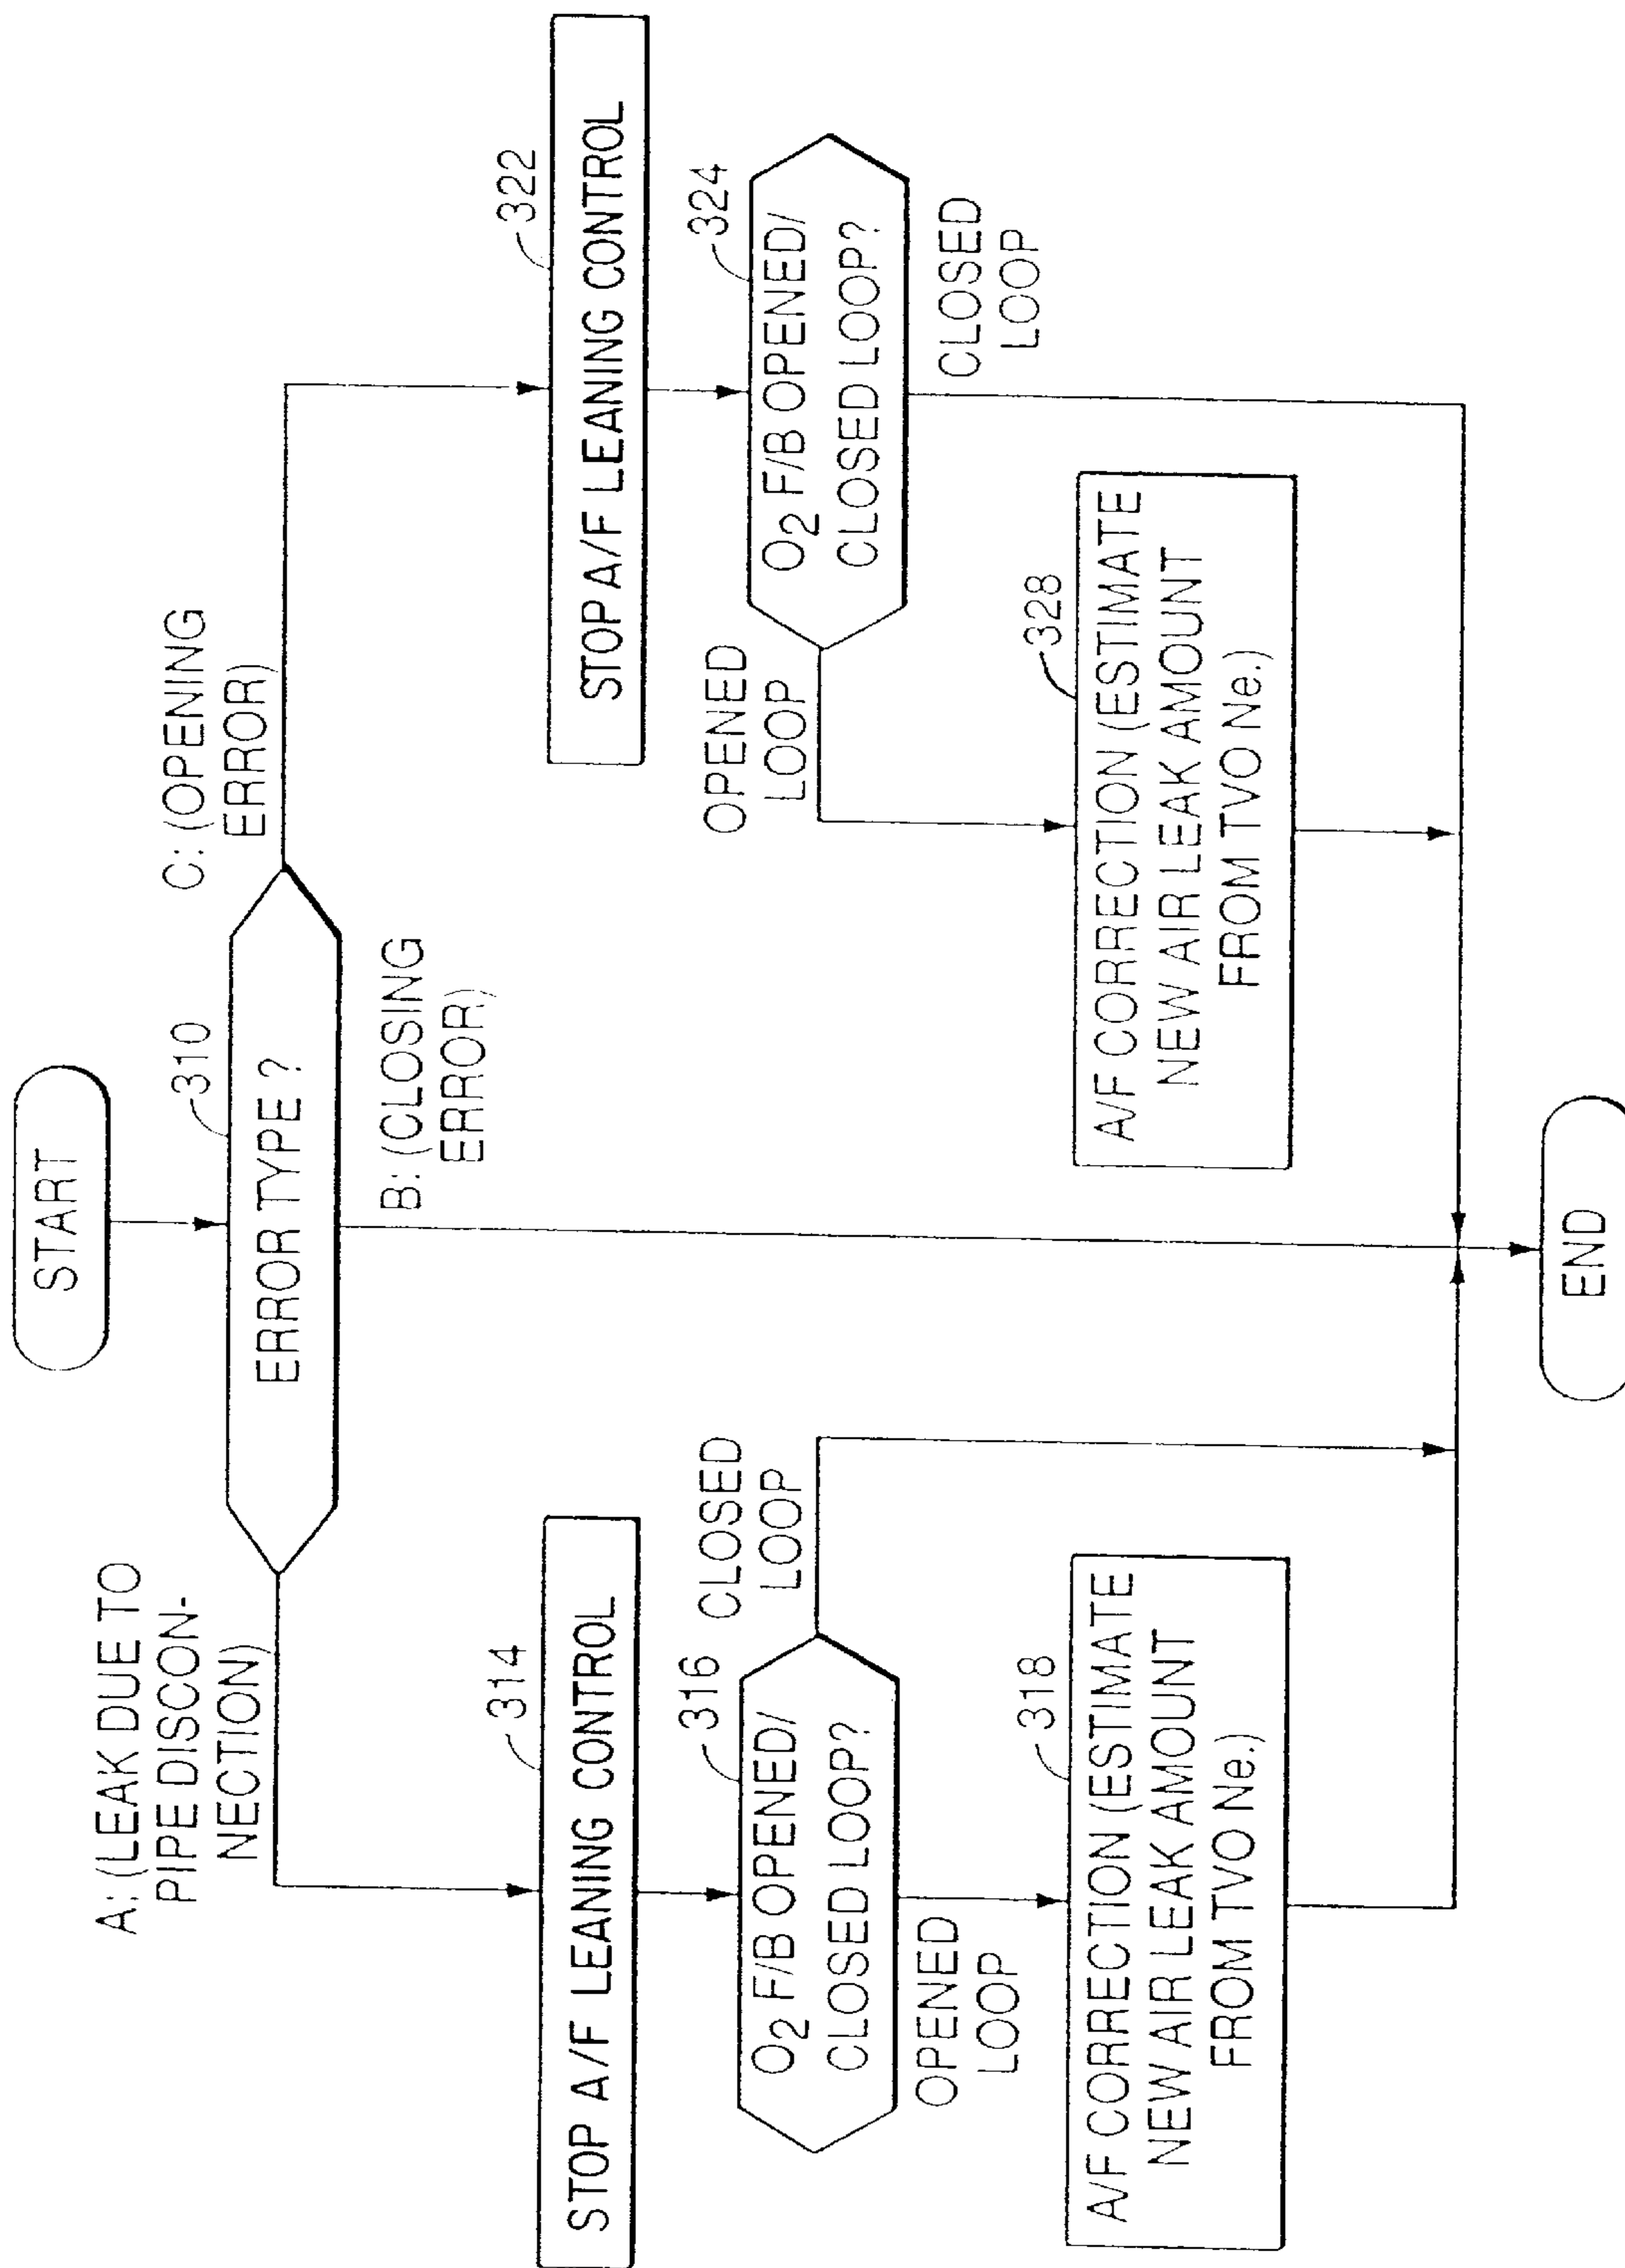 START
310
ERROR TYPE ?
A: (LEAK DUE TO
PIPE DISCON-
NECTION)
B: (CLOSING
ERROR)
C: (OPENING
ERROR)
314
STOP A/F LEANING CONTROL
316
O₂ F/B OPENED/
CLOSED LOOP?
CLOSED
LOOP
OPENED
LOOP
318
A/F CORRECTION (ESTIMATE
NEW AIR LEAK AMOUNT
FROM TVO Ne.)
322
STOP A/F LEANING CONTROL
324
O₂ F/B OPENED/
CLOSED LOOP?
OPENED
LOOP
CLOSED
LOOP
328
A/F CORRECTION (ESTIMATE
NEW AIR LEAK AMOUNT
FROM TVO Ne.)
END